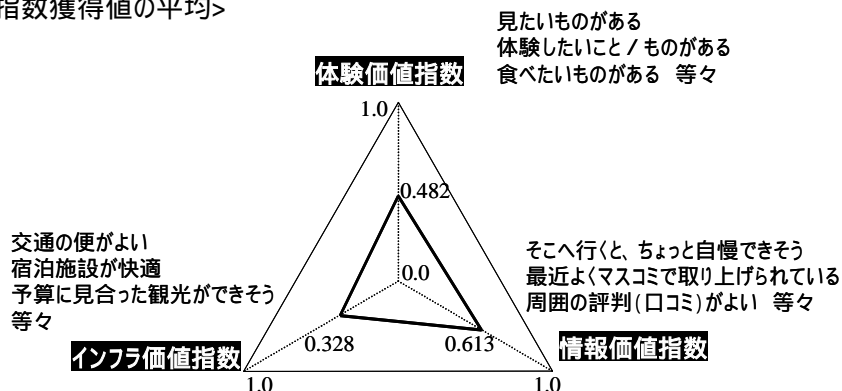 指数獲得値の平均>
見たいものがある
体験したいこと/ものがある
食べたいものがある 等々
体験価値指数
1.0
0.482
交通の便がよい
宿泊施設が快適
予算に見合った観光ができそう
等々
0.0
そこへ行くと、ちょっと自慢できそう
最近よくマスコミで取り上げられている
周囲の評判(口コミ)がよい 等々
0.328
0.613
インフラ価値指数
情報価値指数
1.0
1.0